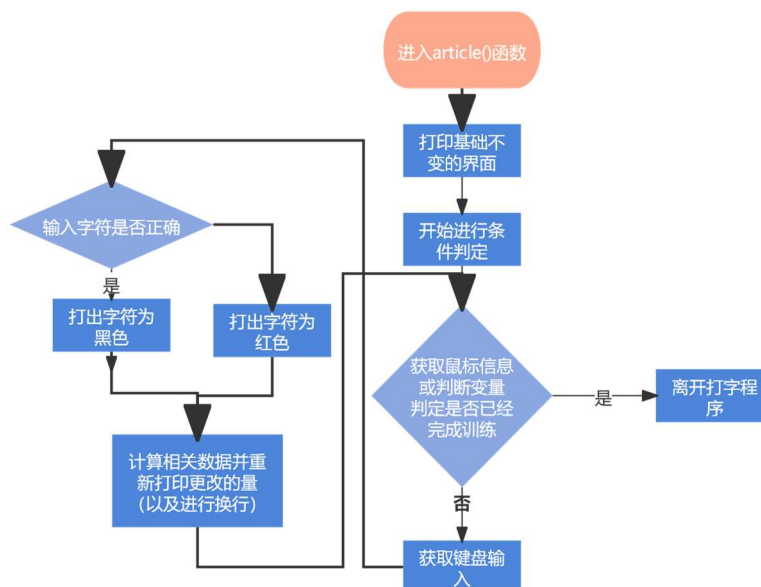 进入article()函数
打印基础不
变的界面
开始进行条
件判定
获取鼠标信息
或判断变量
判定是否已经
完成训练
是
离开打字程
序
否
获取键盘输
入
输入字符是否正确
是
打出字符为
黑色
打出字符为
红色
计算相关数据并重
新打印更改的量
（以及进行换行）